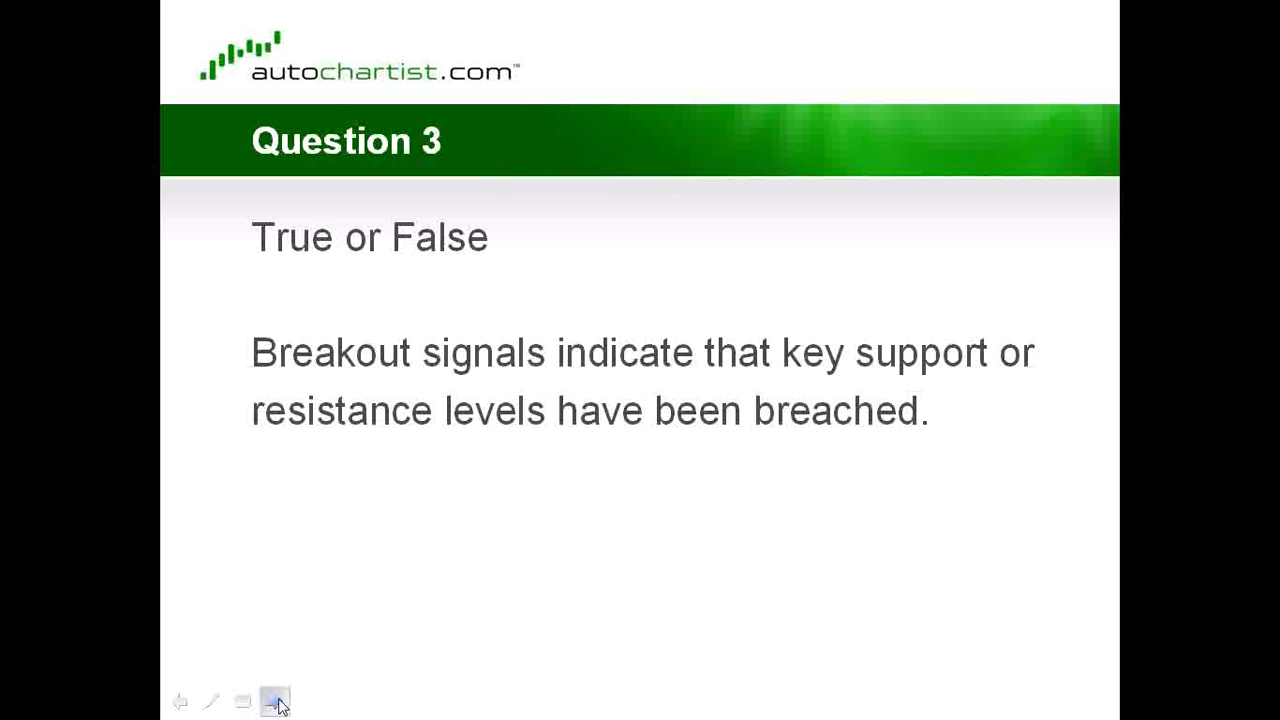 autochartist.com™
Question 3
True or False
Breakout signals indicate that key support or
resistance levels have been breached.